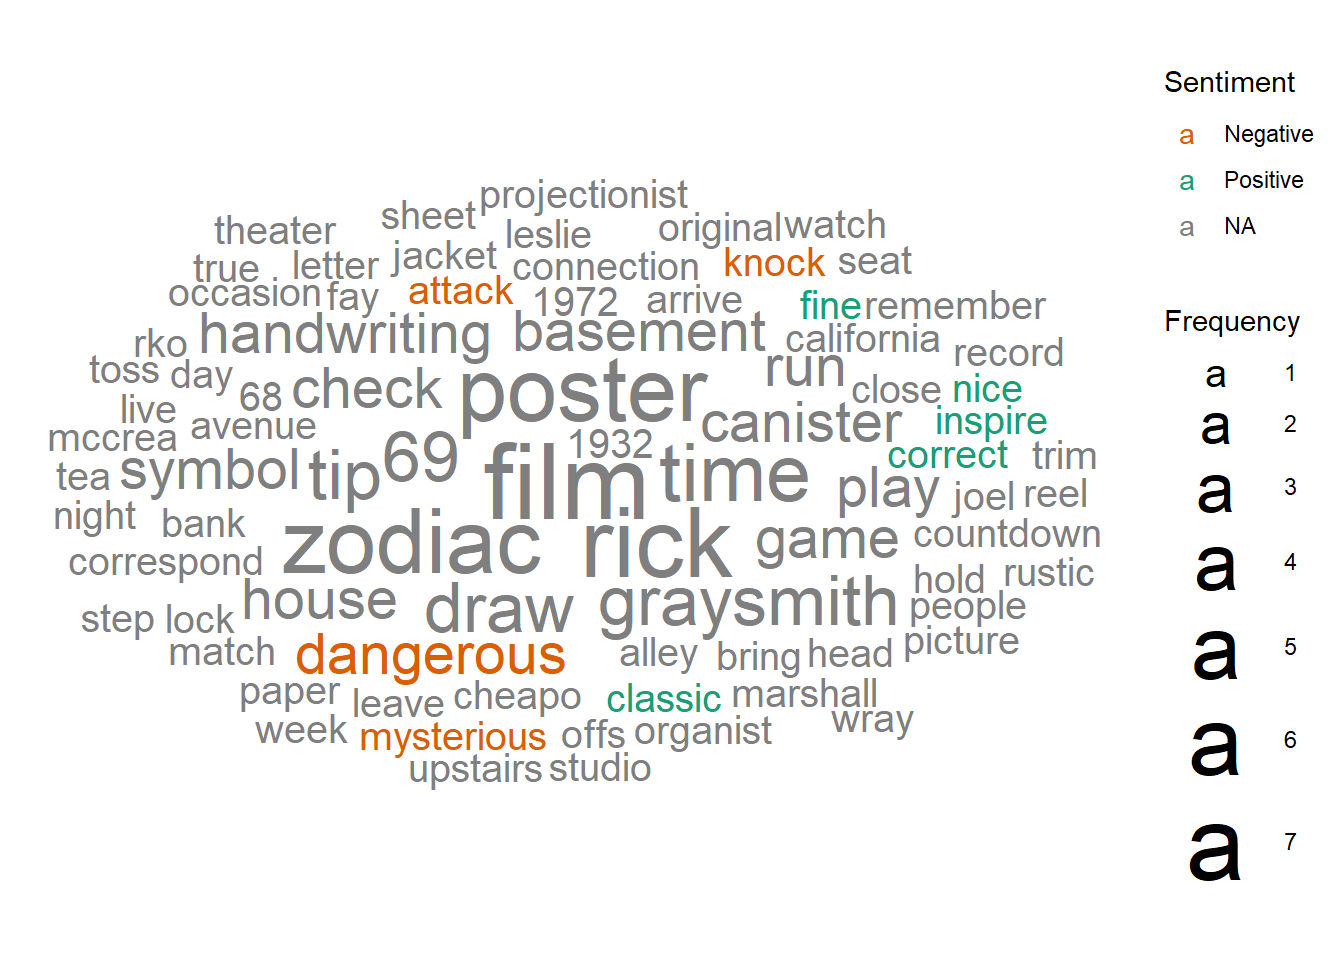 projectionist
sheet
theater leslie original watch
jacket
true letter connection knock seat
occasion fay attack 1972 arrive fine remember
handwriting basement california
rko run record
toss day 68 check poster close nice
live avenue canister inspire
mccrea 69 1932 correct trim
tea symbol tip film time play joel reel
night bank zodiac rick game countdown
correspond hold rustic
house draw graysmith people
step lock
match dangerous alley bring head picture
paper leave cheapo classic marshall
week mysterious offs organist wray
upstairs studio
Sentiment
a Negative
a Positive
a NA
Frequency
a 1
a 2
a 3
a 4
a 5
a 6
a 7